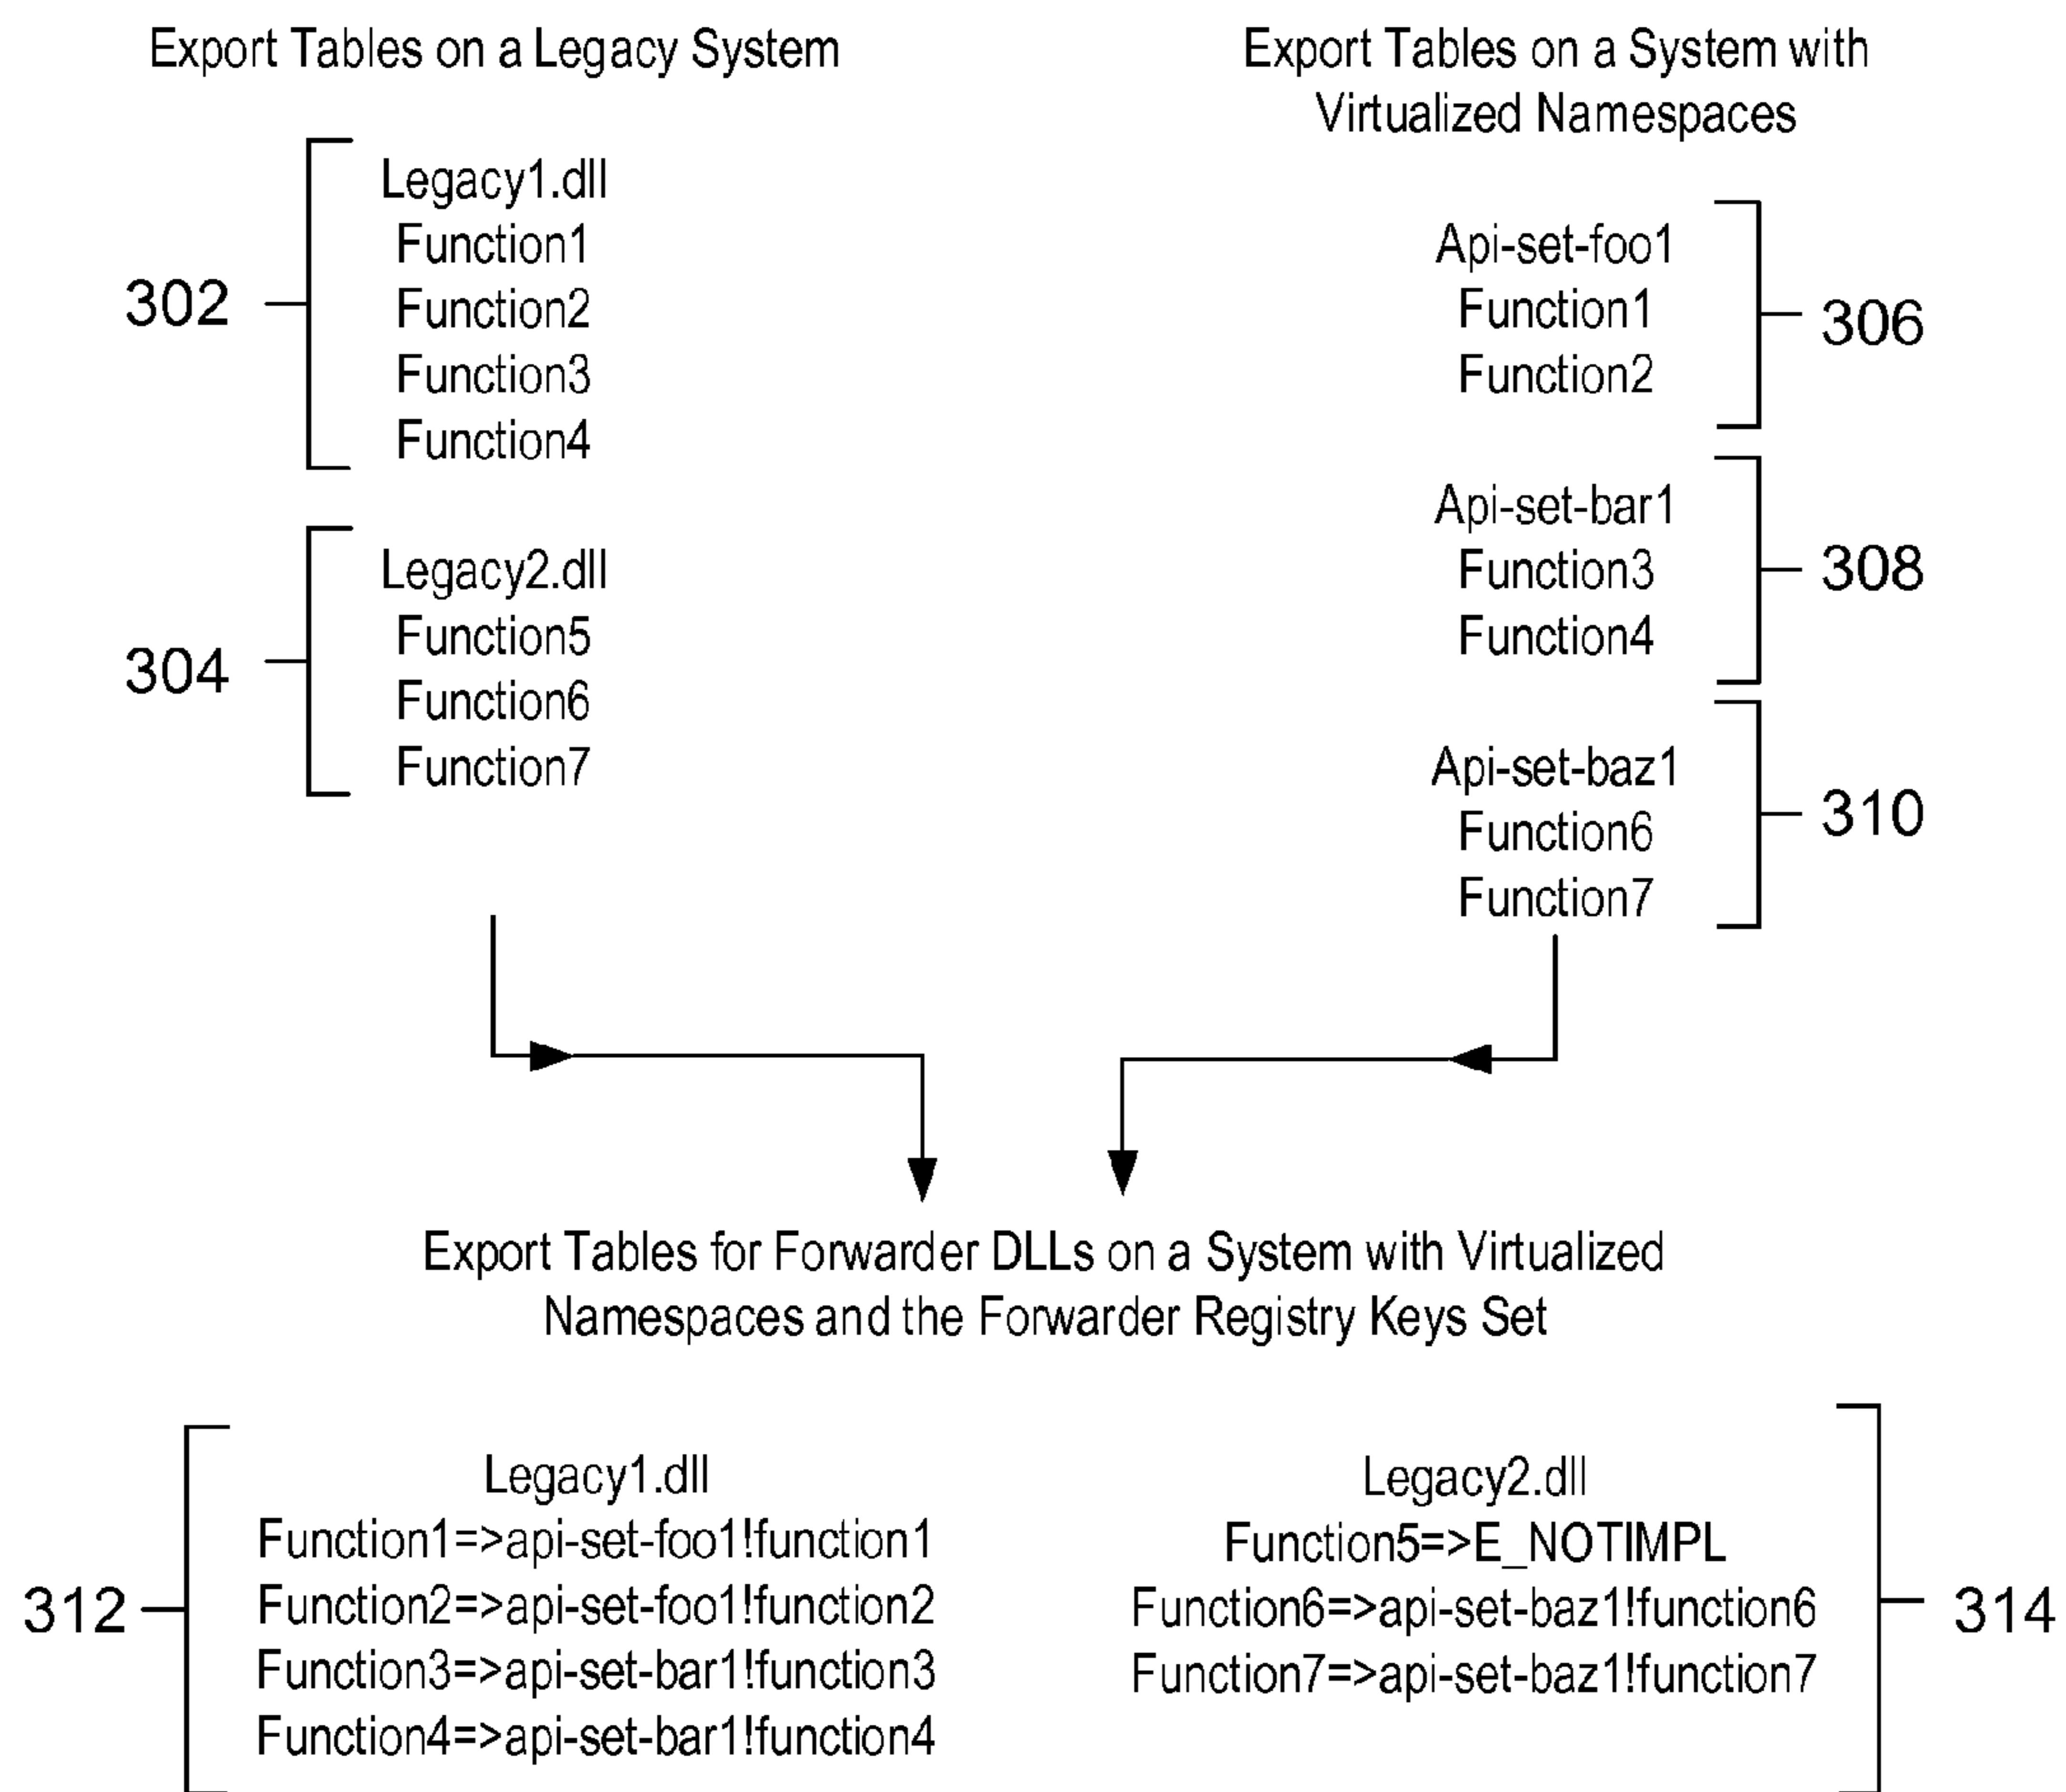 Export Tables on a Legacy System
Legacy1.dll
Function1
302
Function2
Function3
Function4
Legacy2.dll
Function5
304
Function6
Function7
Export Tables on a System with
Virtualized Namespaces
Api-set-foo1
Function1
306
Function2
Api-set-bar1
Function3
308
Function4
Api-set-baz1
Function6
310
Function7
Export Tables for Forwarder DLLs on a System with Virtualized
Namespaces and the Forwarder Registry Keys Set
Legacy1.dll
Function1=>api-set-foo1!function1
312
Function2=>api-set-foo1!function2
Function3=>api-set-bar1!function3
Function4=>api-set-bar1!function4
Legacy2.dll
Function5=>E_NOTIMPL
Function6=>api-set-baz1!function6
314
Function7=>api-set-baz1!function7